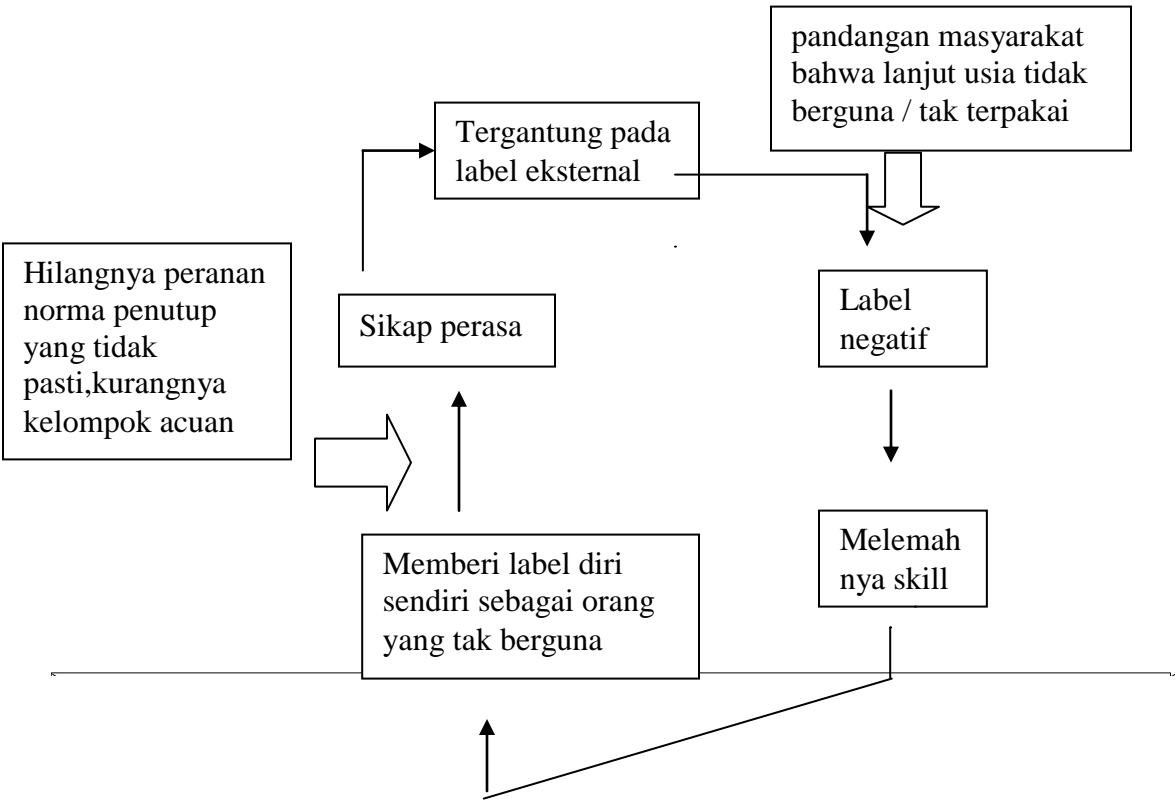 pandangan masyarakat
bahwa lanjut usia tidak
berguna / tak terpakai
Tergantung pada
label eksternal
Hilangnya peranan
norma penutup
yang tidak
pasti,kurangnya
kelompok acuan
Sikap perasa
Label
negatif
Memberi label diri
sendiri sebagai orang
yang tak berguna
Melemah
nya skill